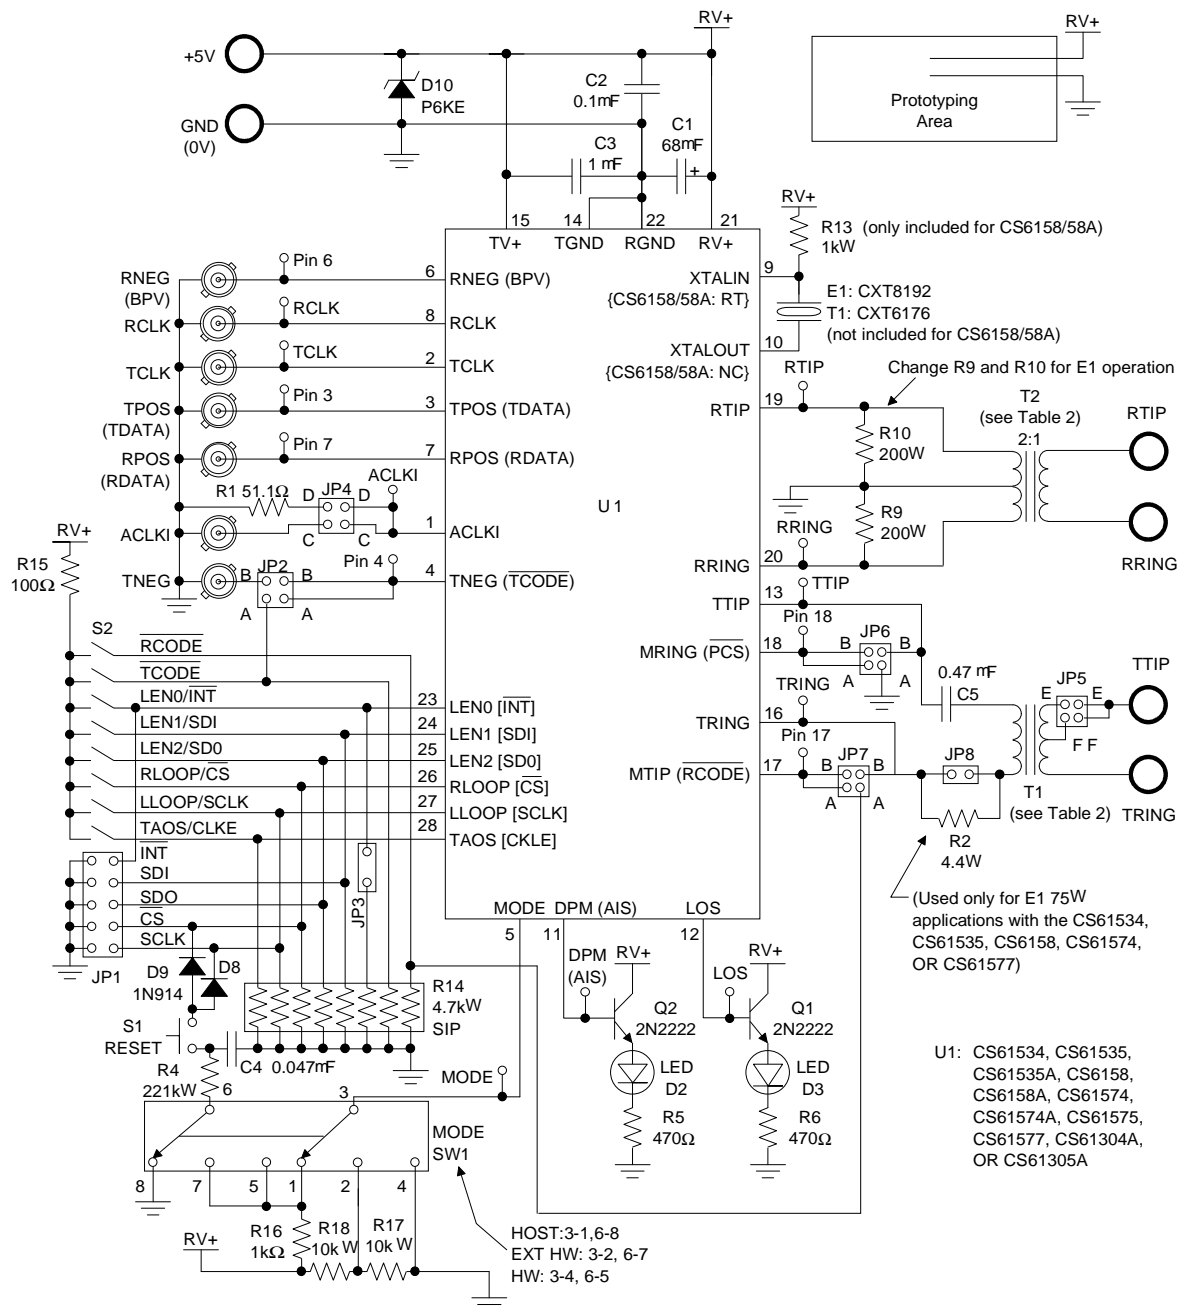 RV+
RV+
+5V
GND
(0V)
D10
P6KE
C2
0.1mF
C1
68mF
+
C3
1 mF
Prototyping
Area
15
14
22
21
TV+
TGND
RGND
RV+
RV+
R13 (only included for CS6158/58A)
1kW
9
XTALIN
{CS6158/58A: RT}
E1: CXT8192
T1: CXT6176
(not included for CS6158/58A)
10
XTALOUT
{CS6158/58A: NC}
RNEG
(BPV)
Pin 6
6
RNEG (BPV)
RCLK
RCLK
8
RCLK
TCLK
TCLK
2
TCLK
TPOS
(TDATA)
Pin 3
3
TPOS (TDATA)
RPOS
(RDATA)
Pin 7
7
RPOS (RDATA)
R1 51.1Ω
D
JP4
D
C
C
ACLKI
ACLKI
1
ACLKI
TNEG
B
JP2
B
A
A
Pin 4
4
TNEG (TCODE)
U1
RTIP
19
RTIP
Change R9 and R10 for E1 operation
R10
200W
R9
200W
T2
(see Table 2)
2:1
RTIP
RRING
RRING
20
RRING
TTIP
13
TTIP
Pin 18
18
MRING (PCS)
B
JP6
B
A
A
TRING
16
TRING
Pin 17
17
MTIP (RCODE)
B
JP7
B
A
A
0.47 mF
C5
JP5
E
E
F F
TTIP
TRING
JP8
T1
(see Table 2)
R2
4.4W
(Used only for E1 75W
applications with the CS61534,
CS61535, CS6158, CS61574,
OR CS61577)
RV+
R15
100Ω
S2
RCODE
TCODE
LEN0/INT
23
LEN0 [INT]
LEN1/SDI
24
LEN1 [SDI]
LEN2/SD0
25
LEN2 [SD0]
RLOOP/CS
26
RLOOP [CS]
LLOOP/SCLK
27
LLOOP [SCLK]
TAOS/CLKE
28
TAOS [CKLE]
INT
SDI
SDO
CS
SCLK
JP1
JP3
D9
1N914
D8
S1
RESET
R14
4.7kW
SIP
C4 0.047mF
R4
221kW
6
3
MODE
MODE
SW1
8
7
5
1
2
4
R16
1kΩ
R18
10k W
R17
10k W
RV+
HOST:3-1,6-8
EXT HW: 3-2, 6-7
HW: 3-4, 6-5
MODE
5
DPM (AIS)
11
LOS
12
DPM
(AIS)
RV+
Q2
2N2222
LED
D2
R5
470Ω
LOS
RV+
Q1
2N2222
LED
D3
R6
470Ω
U1: CS61534, CS61535,
CS61535A, CS6158,
CS6158A, CS61574,
CS61574A, CS61575,
CS61577, CS61304A,
OR CS61305A